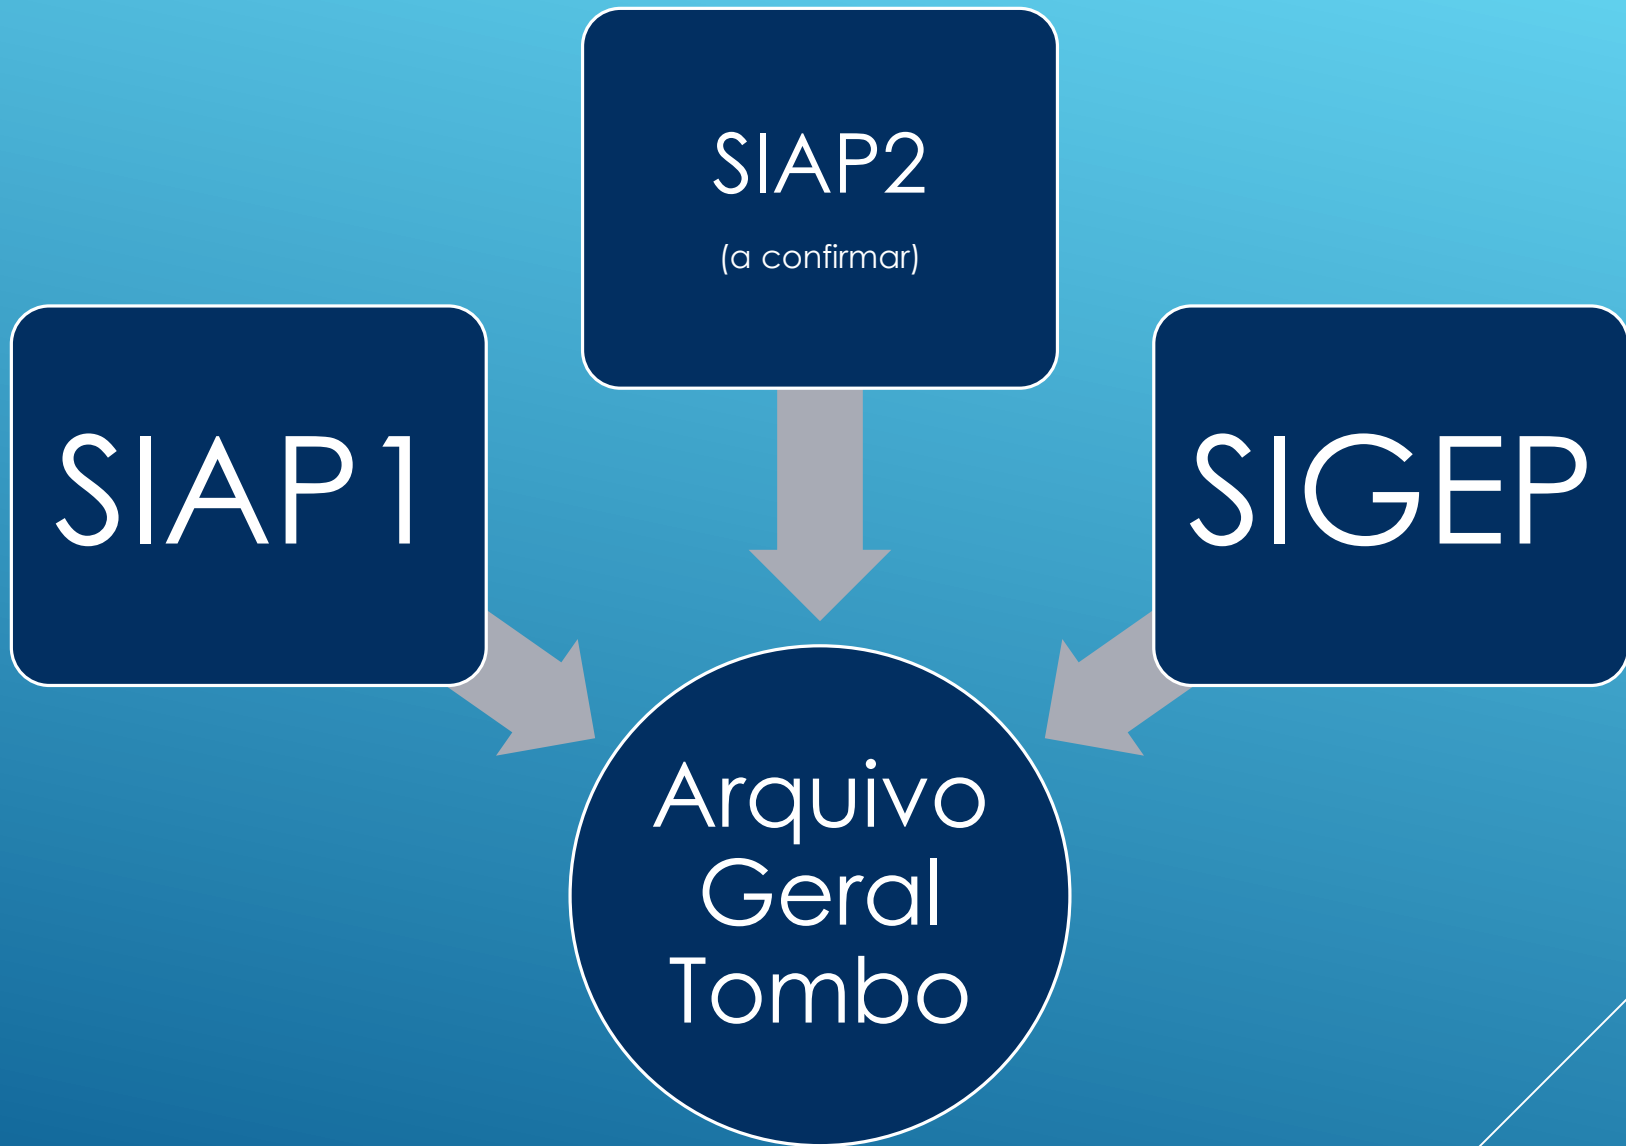 SIAP1
SIAP2
(a confirmar)
SIGEP
Arquivo
Geral
Tombo